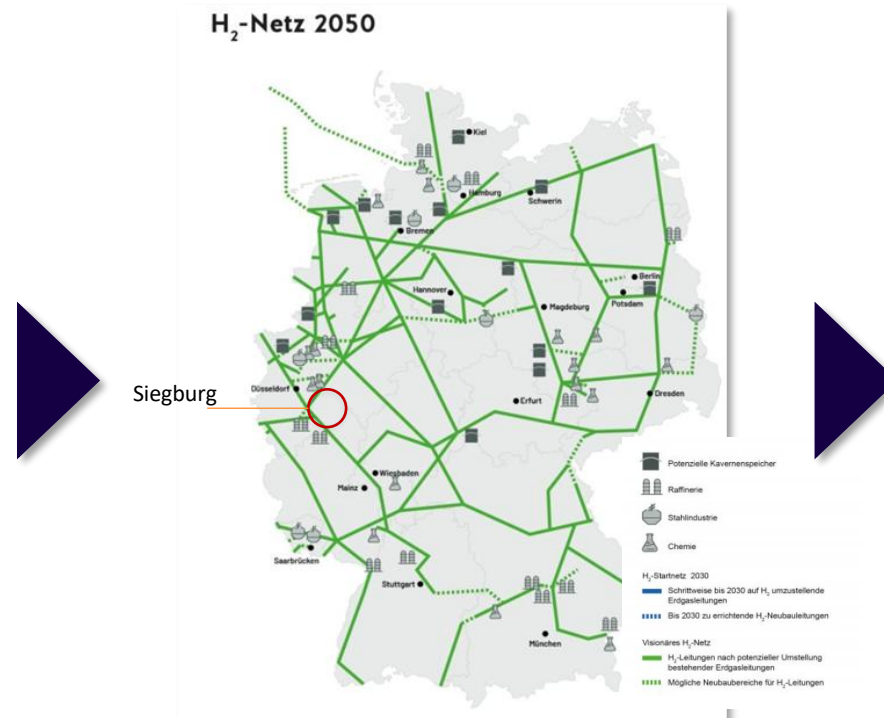 H₂-Netz 2050
Kiel
Hamburg
Schwerin
Bremen
Berlin
Hannover
Potsdam
Magdeburg
Siegburg
Düsseldorf
Erfurt
Dresden
Wiesbaden
Mainz
Saarbrücken
Stuttgart
München
Potenzielle Kavernenspeicher
Raffinerie
Stahlindustrie
Chemie
H₂-Startnetz 2030
Schrittweise bis 2030 auf H₂ umzustellende
Erdgasleitungen
Bis 2030 zu errichtende H₂-Neubauleitungen
Visionäres H₂-Netz
H₂-Leitungen nach potenzieller Umstellung
bestehender Erdgasleitungen
Mögliche Neubaubereiche für H₂-Leitungen